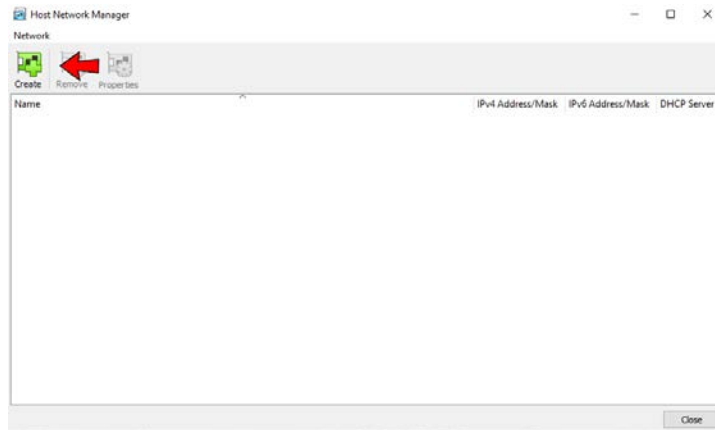 Host Network Manager
Network
Create Remove Properties
Name IPv4 Address/Mask IPv6 Address/Mask DHCP Server
Close